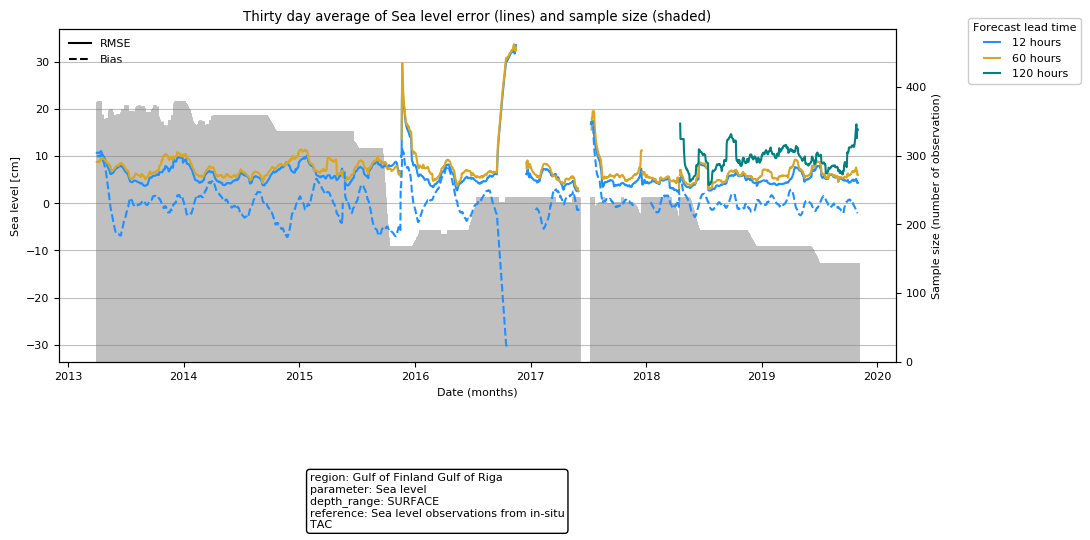 Thirty day average of Sea level error (lines) and sample size (shaded)
Forecast lead time
12 hours
60 hours
120 hours
RMSE
Bias
30
20
10
0
−10
−20
−30
Sea level [cm]
400
300
200
100
0
Sample size (number of observation)
2013 2014 2015 2016 2017 2018 2019 2020
Date (months)
region: Gulf of Finland Gulf of Riga
parameter: Sea level
depth_range: SURFACE
reference: Sea level observations from in-situ
TAC